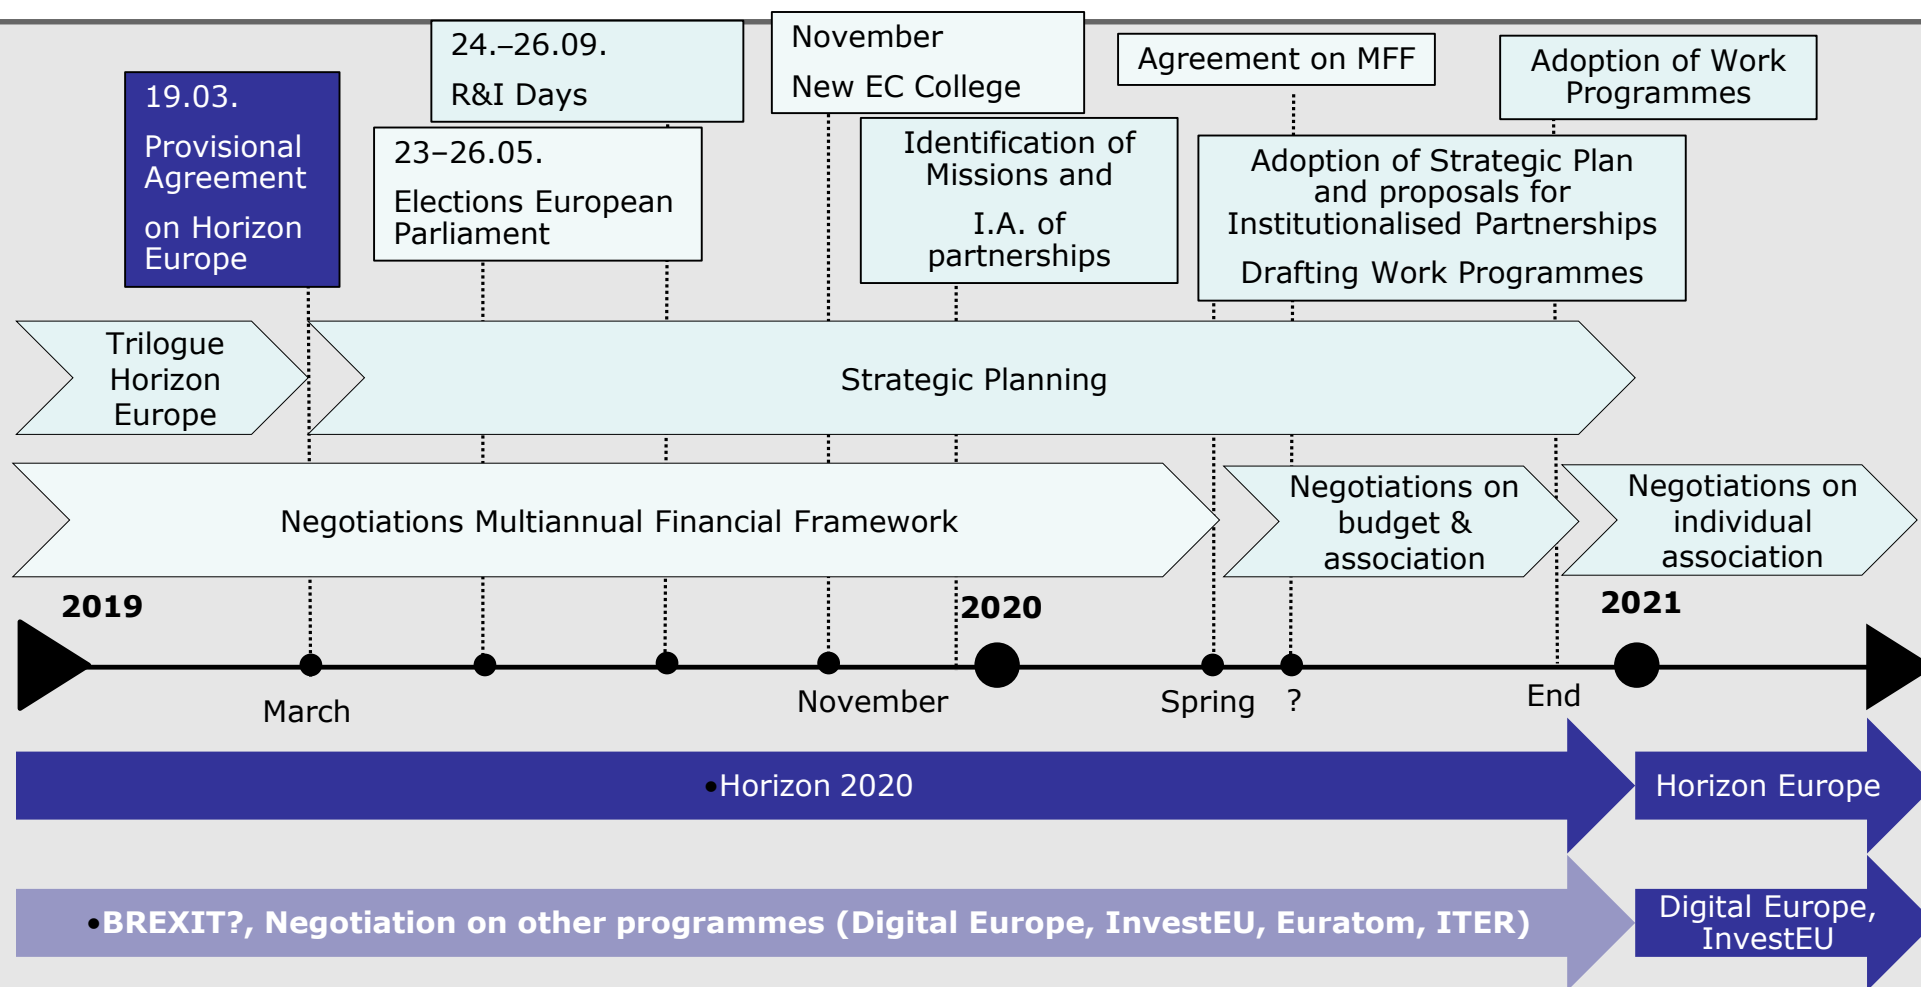 19.03.
Provisional
Agreement
on Horizon
Europe
24.–26.09.
R&I Days
23–26.05.
Elections European
Parliament
November
New EC College
Identification of
Missions and
I.A. of
partnerships
Agreement on MFF
Adoption of Strategic Plan
and proposals for
Institutionalised Partnerships
Drafting Work Programmes
Adoption of Work
Programmes
Trilogue
Horizon
Europe
Strategic Planning
Negotiations Multiannual Financial Framework
Negotiations on
budget &
association
Negotiations on
individual
association
2019
2020
2021
March
November
Spring
?
End
•Horizon 2020
Horizon Europe
•BREXIT?, Negotiation on other programmes (Digital Europe, InvestEU, Euratom, ITER)
Digital Europe,
InvestEU